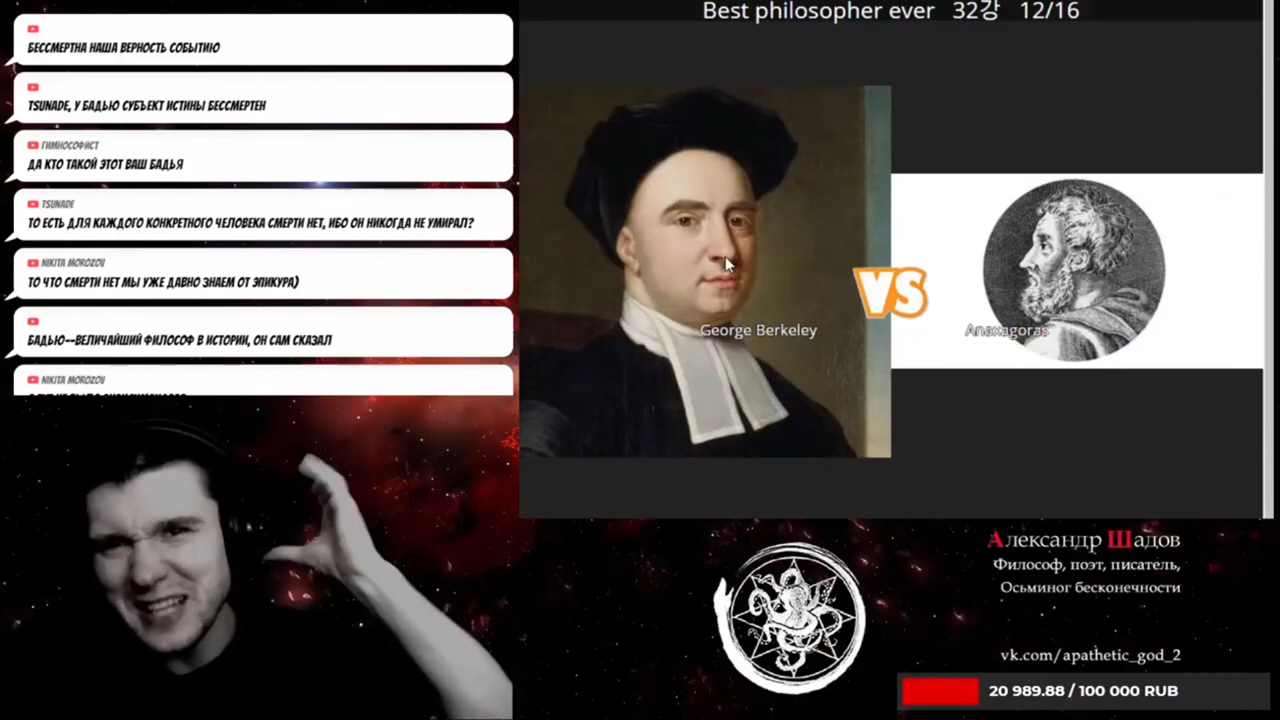 БЕССМЕРТНА НАША ВЕРНОСТЬ СОБЫТИЮ
TSUNADE, У БАДЬЮ СУБЪЕКТ ИСТИНЫ БЕССМЕРТЕН
ГИМНОСОФИСТ
ДА КТО ТАКОЙ ЭТОТ ВАШ БАДЬЯ
TSUNADE
ТО ЕСТЬ ДЛЯ КАЖДОГО КОНКРЕТНОГО ЧЕЛОВЕКА СМЕРТИ НЕТ, ИБО ОН НИКОГДА НЕ УМИРАЛ?
NIKITA MOROZOV
ТО ЧТО СМЕРТИ НЕТ МЫ УЖЕ ДАВНО ЗНАЕМ ОТ ЭПИКУРА)
БАДЬЮ--ВЕЛИЧАЙШИЙ ФИЛОСОФ В ИСТОРИИ, ОН САМ СКАЗАЛ
NIKITA MOROZOV
Best philosopher ever 32강 12/16
George Berkeley
VS
Anaxagoras
Александр Шадов
Философ, поэт, писатель,
Осьминог бесконечности
vk.com/apathetic_god_2
20 989.88 / 100 000 RUB